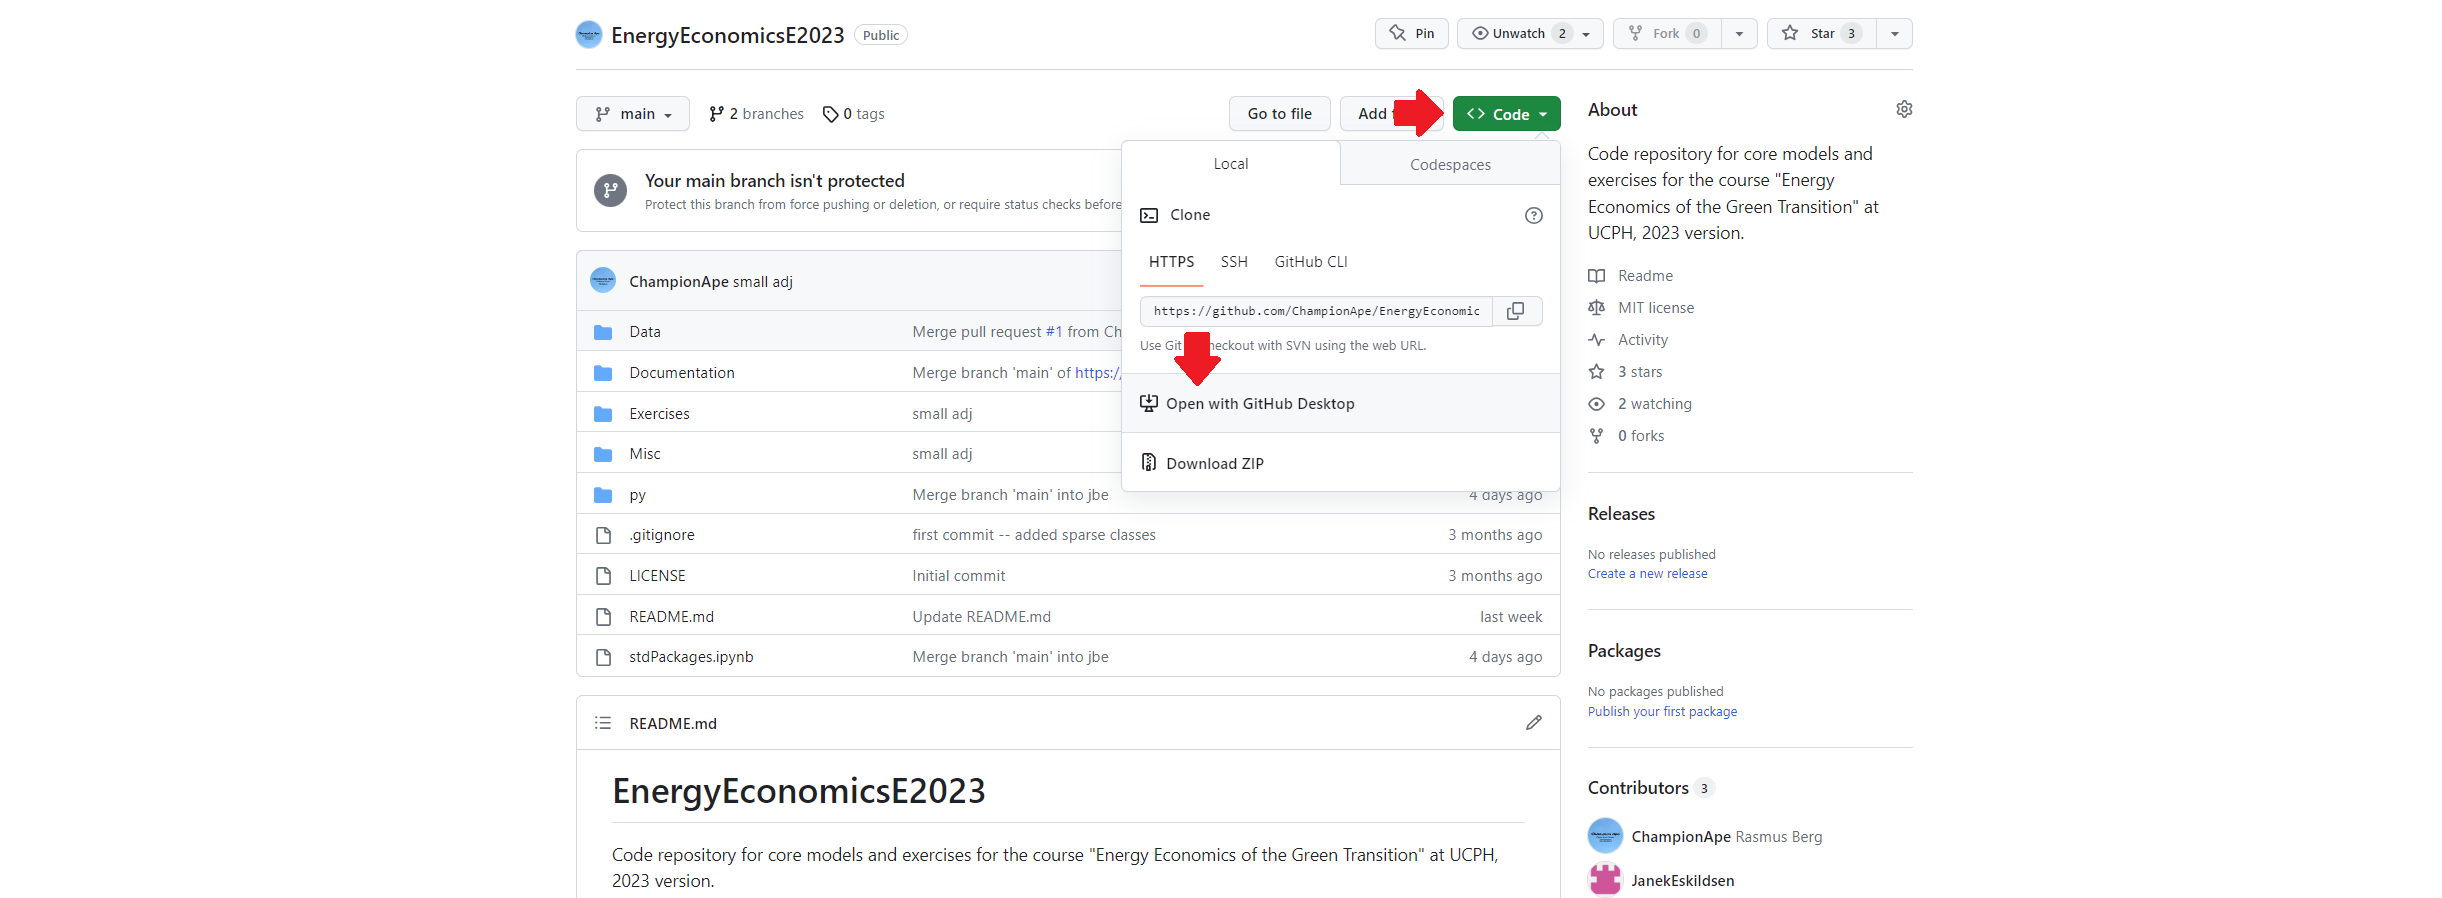 EnergyEconomicsE2023 Public
Pin Unwatch 2 Fork 0 Star 3
main 2 branches 0 tags Go to file Add Code
Your main branch isn't protected
Protect this branch from force pushing or deletion, or require status checks before
ChampionApe small adj
Data Merge pull request #1 from Ch
Documentation Merge branch 'main' of https:/
Exercises small adj
Misc small adj
py Merge branch 'main' into jbe 4 days ago
.gitignore first commit -- added sparse classes 3 months ago
LICENSE Initial commit 3 months ago
README.md Update README.md last week
stdPackages.ipynb Merge branch 'main' into jbe 4 days ago
Local Codespaces
Clone
HTTPS SSH GitHub CLI
https://github.com/ChampionApe/EnergyEconomic
Use Git checkout with SVN using the web URL.
Open with GitHub Desktop
Download ZIP
README.md
EnergyEconomicsE2023
Code repository for core models and exercises for the course "Energy Economics of the Green Transition" at UCPH,
2023 version.
About
Code repository for core models and
exercises for the course "Energy
Economics of the Green Transition" at
UCPH, 2023 version.
Readme
MIT license
Activity
3 stars
2 watching
0 forks
Releases
No releases published
Create a new release
Packages
No packages published
Publish your first package
Contributors 3
ChampionApe Rasmus Berg
JanekEskildsen